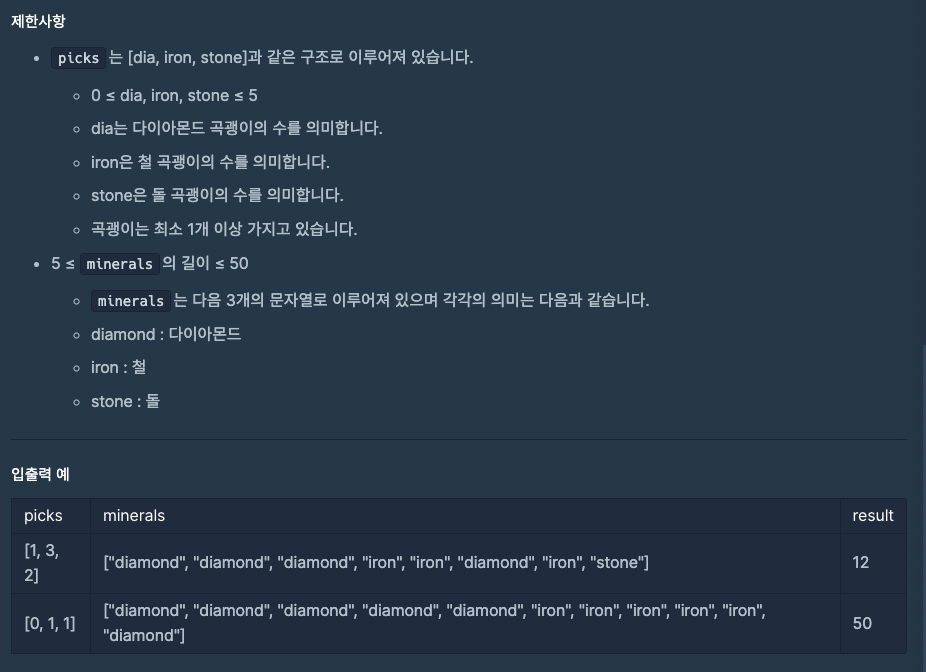 제한사항
• picks 는 [dia, iron, stone]과 같은 구조로 이루어져 있습니다.
◦ 0 ≤ dia, iron, stone ≤ 5
◦ dia는 다이아몬드 곡괭이의 수를 의미합니다.
◦ iron은 철 곡괭이의 수를 의미합니다.
◦ stone은 돌 곡괭이의 수를 의미합니다.
◦ 곡괭이는 최소 1개 이상 가지고 있습니다.
• 5 ≤ minerals 의 길이 ≤ 50
◦ minerals 는 다음 3개의 문자열로 이루어져 있으며 각각의 의미는 다음과 같습니다.
◦ diamond : 다이아몬드
◦ iron : 철
◦ stone : 돌
입출력 예
picks minerals result
[1, 3,
2] ["diamond", "diamond", "diamond", "iron", "iron", "diamond", "iron", "stone"] 12
[0, 1, 1] ["diamond", "diamond", "diamond", "diamond", "diamond", "iron", "iron", "iron", "iron", "iron",
"diamond"] 50